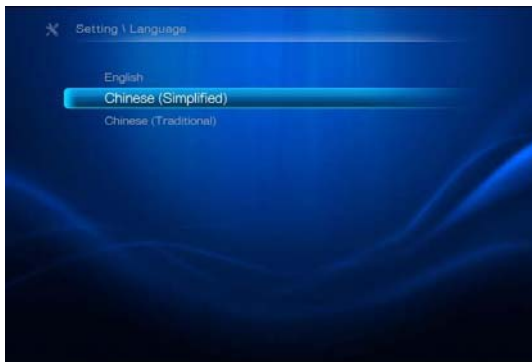 Setting \ Language
English
Chinese (Simplified)
Chinese (Traditional)